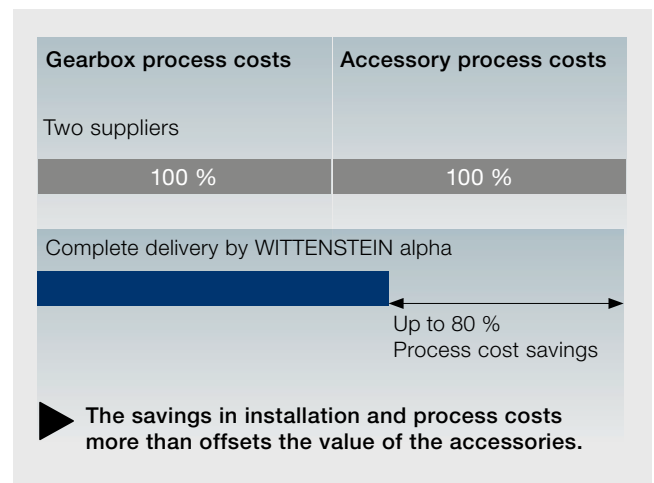 Gearbox process costs
Accessory process costs
Two suppliers
100 %
100 %
Complete delivery by WITTENSTEIN alpha
Up to 80 %
Process cost savings
The savings in installation and process costs
more than offsets the value of the accessories.